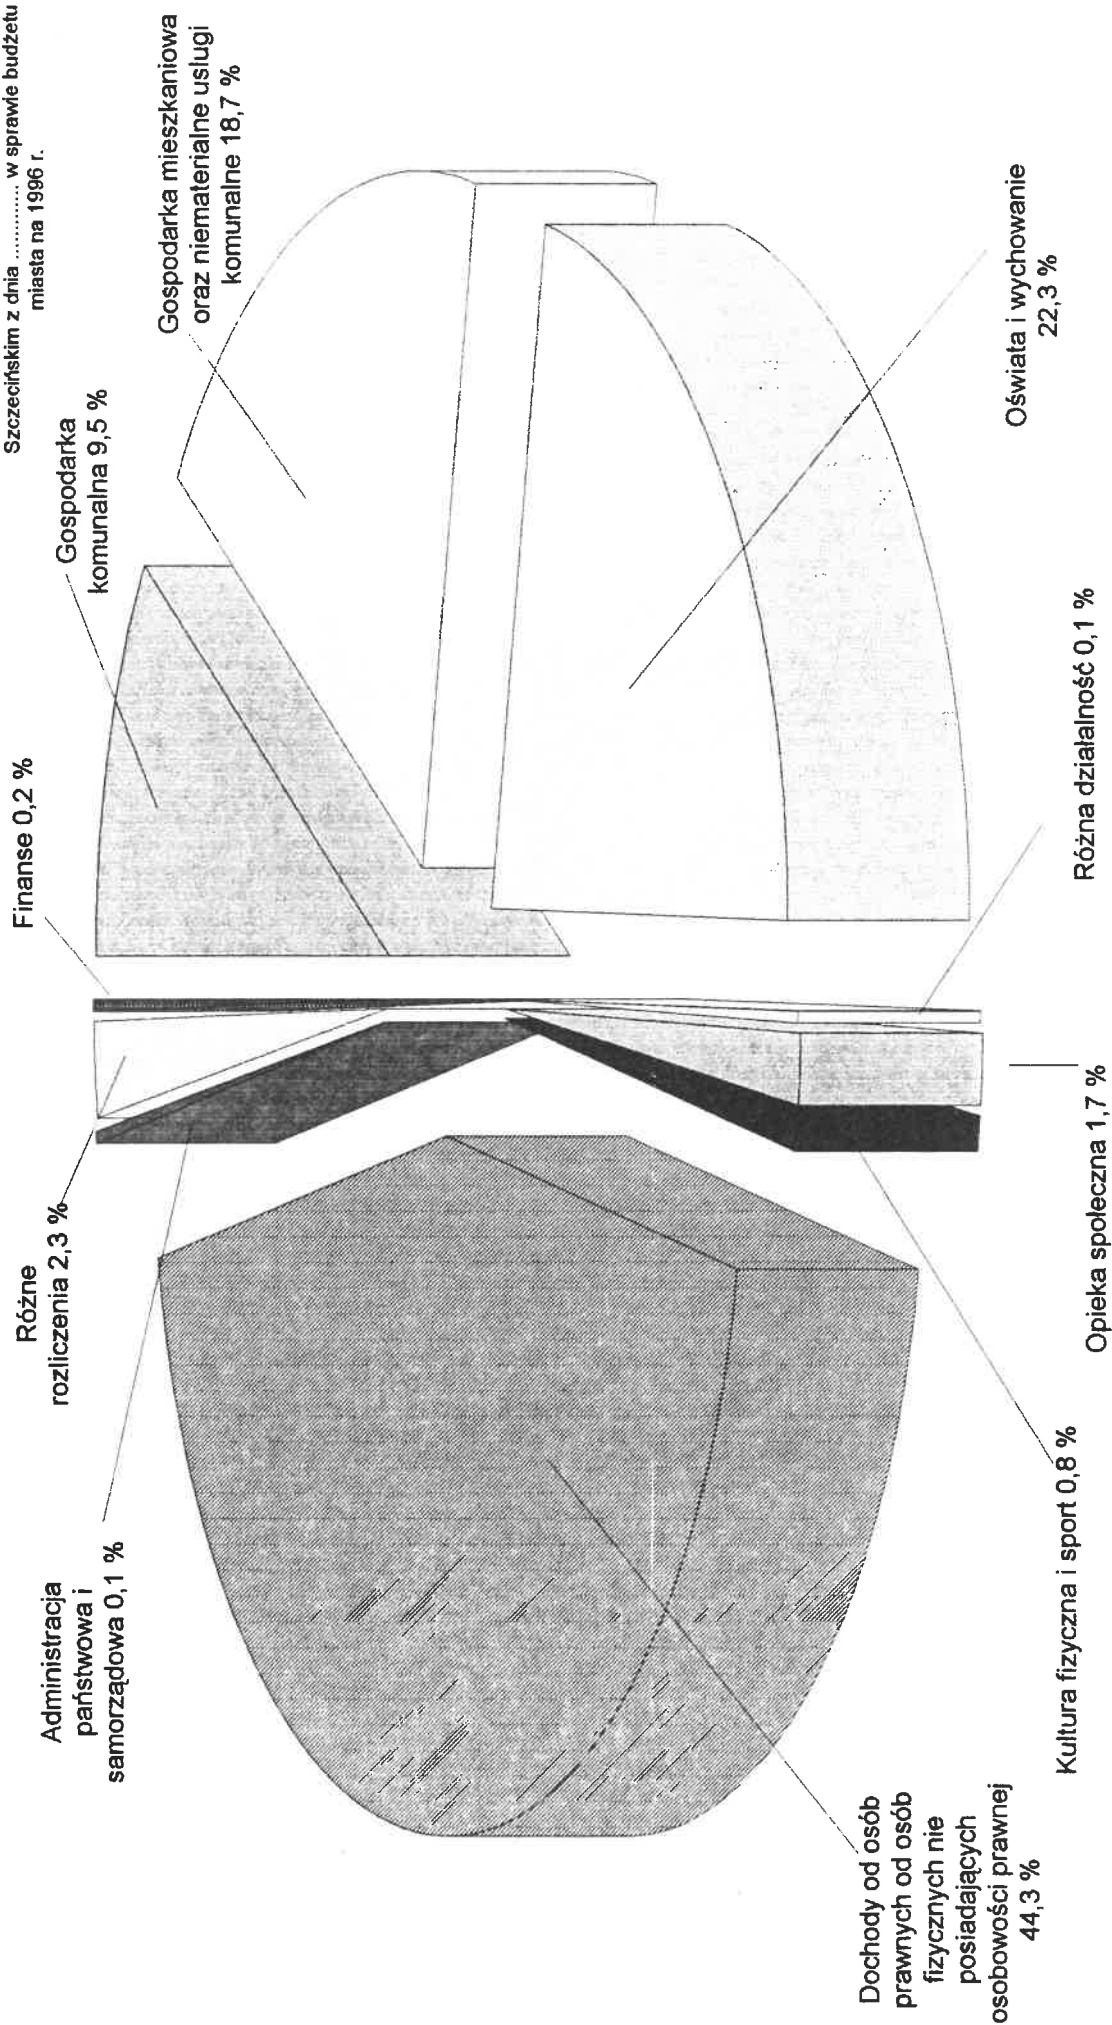 Szczecińskim z dnia ............. w sprawie budżetu
miasta na 1996 r.
Finanse 0,2 %
Gospodarka
komunalna 9,5 %
Gospodarka mieszkaniowa
oraz niematerialne usługi
komunalne 18,7 %
Różne
rozliczenia 2,3 %
Administracja
państwowa i
samorządowa 0,1 %
Dochody od osób
prawnych od osób
fizycznych nie
posiadających
osobowości prawnej
44,3 %
Kultura fizyczna i sport 0,8 %
Opieka społeczna 1,7 %
Różna działalność 0,1 %
Oświata i wychowanie
22,3 %